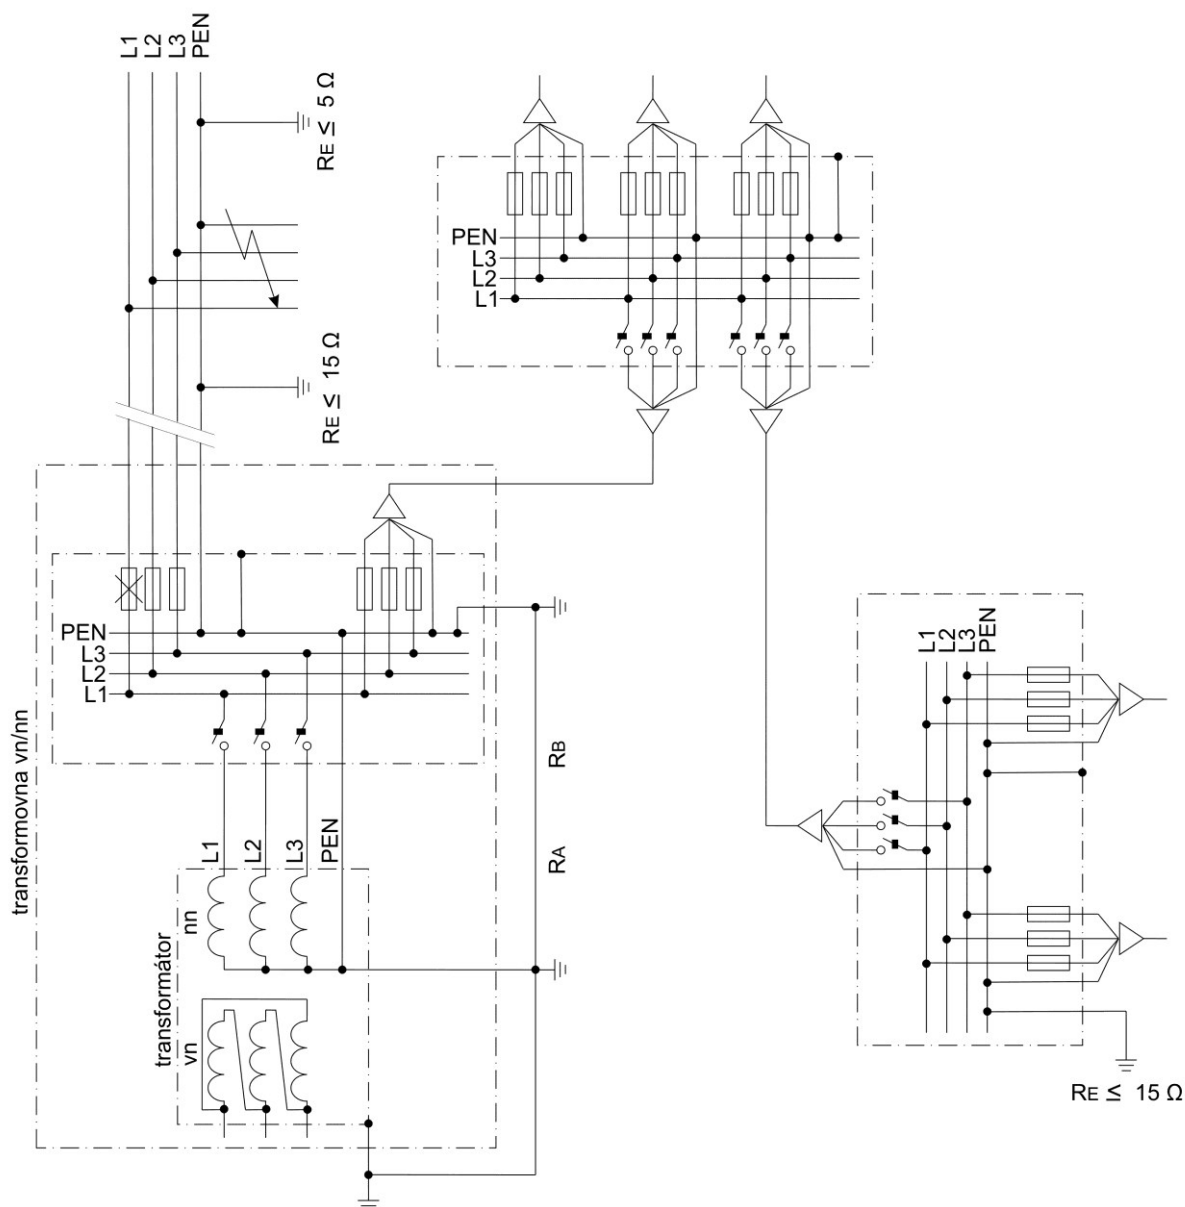 L1
L2
L3
PEN
RE ≤ 5 Ω
RE ≤ 15 Ω
PEN
L3
L2
L1
PEN
L3
L2
L1
transformovna vn/nn
L1
L2
L3
PEN
RB
RA
transformátor
nn
vn
L1
L2
L3
PEN
RE ≤ 15 Ω